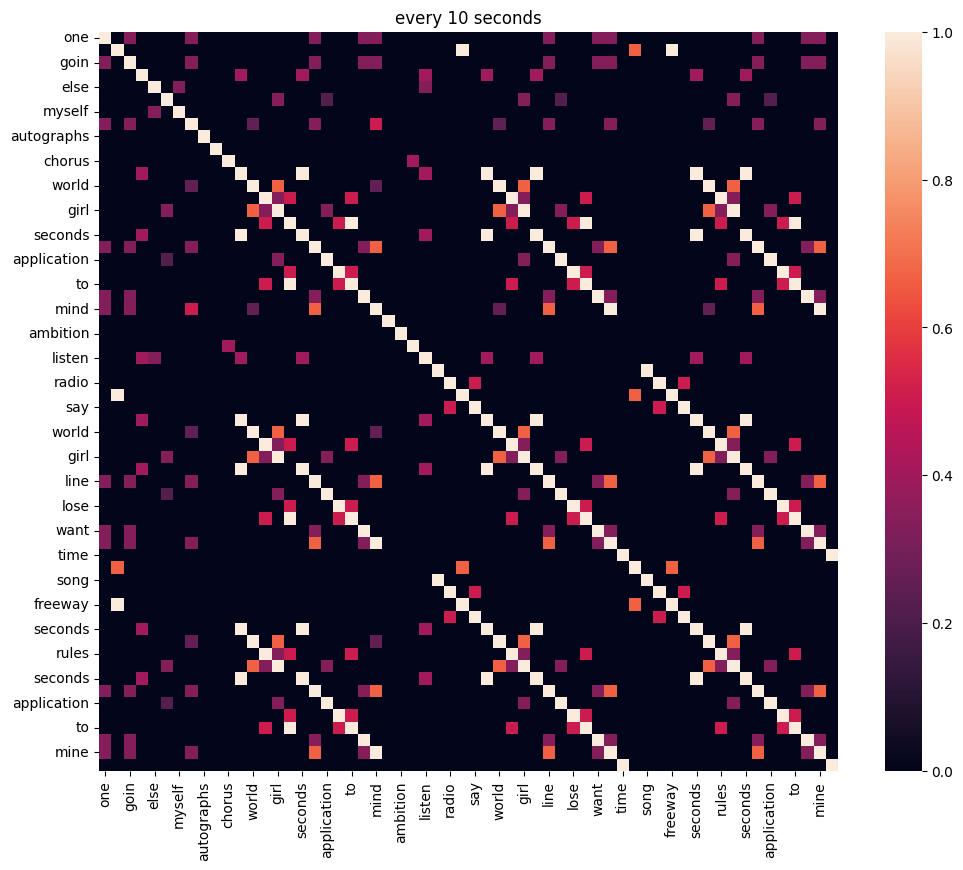 every 10 seconds
one
goin
else
myself
autographs
chorus
world
girl
seconds
application
to
mind
ambition
listen
radio
say
world
girl
line
lose
want
time
song
freeway
seconds
rules
seconds
application
to
mine
1.0
0.8
0.6
0.4
0.2
0.0
one
goin
else
myself
autographs
chorus
world
girl
seconds
application
to
mind
ambition
listen
radio
say
world
girl
line
lose
want
time
song
freeway
seconds
rules
seconds
application
to
mine